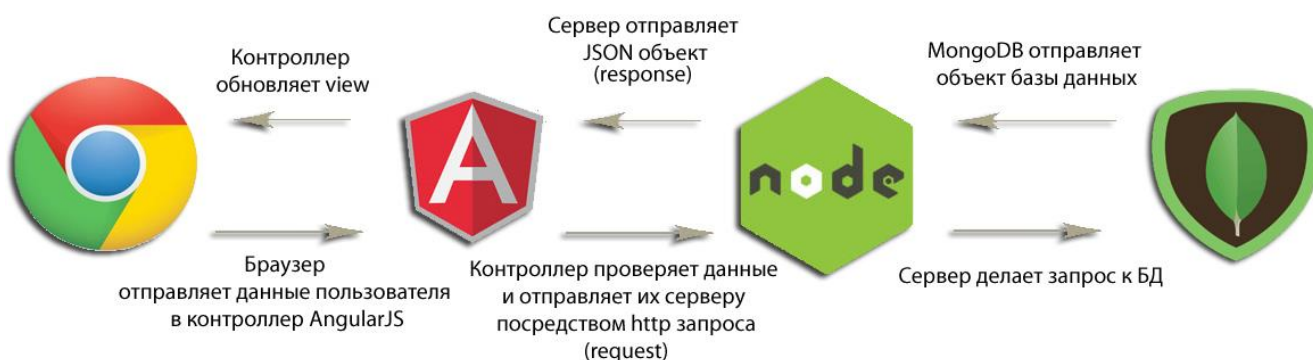 Контроллер
обновляет view
Сервер отправляет
JSON объект
(response)
MongoDB отправляет
объект базы данных
node
Браузер
отправляет данные пользователя
в контроллер AngularJS
Контроллер проверяет данные
и отправляет их серверу
посредством http запроса
(request)
Сервер делает запрос к БД